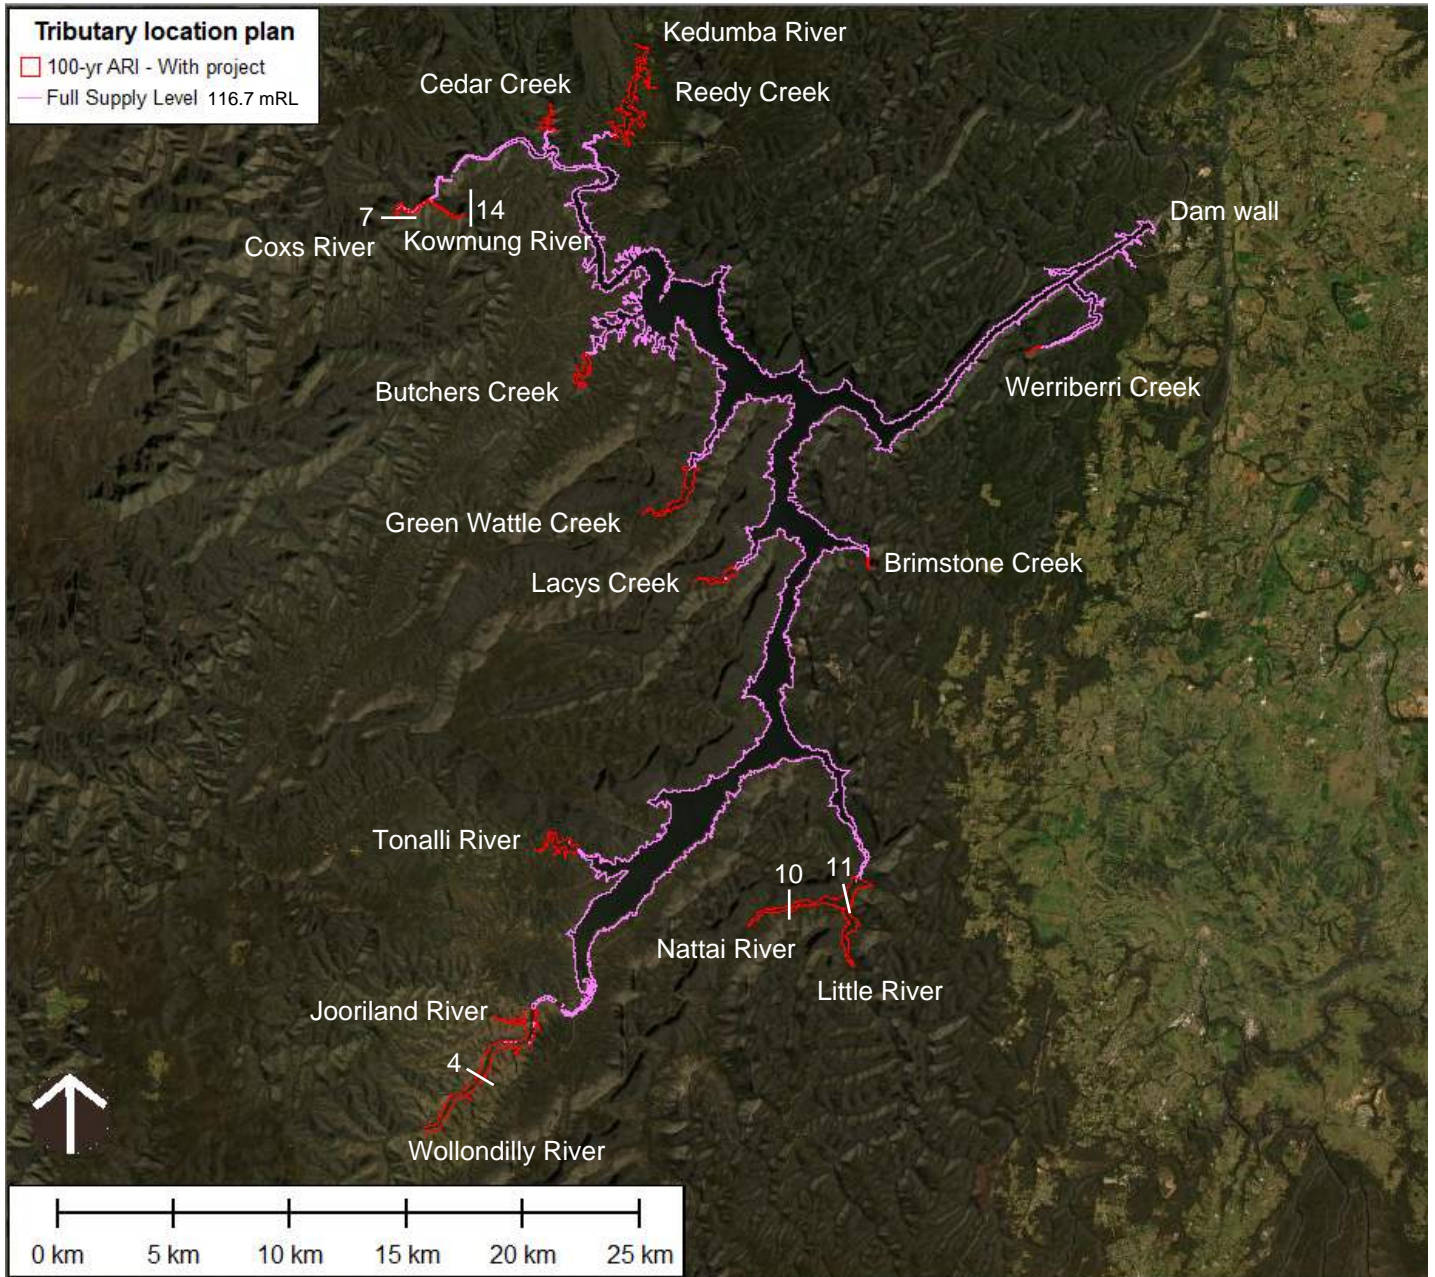 Tributary location plan
100-yr ARI - With project
Full Supply Level 116.7 mRL
Kedumba River
Cedar Creek
Reedy Creek
7
14
Coxs River
Kowmung River
Dam wall
Butchers Creek
Werriberri Creek
Green Wattle Creek
Lacys Creek
Brimstone Creek
Tonalli River
10
11
Nattai River
Little River
Jooriland River
4
Wollondilly River
0 km 5 km 10 km 15 km 20 km 25 km